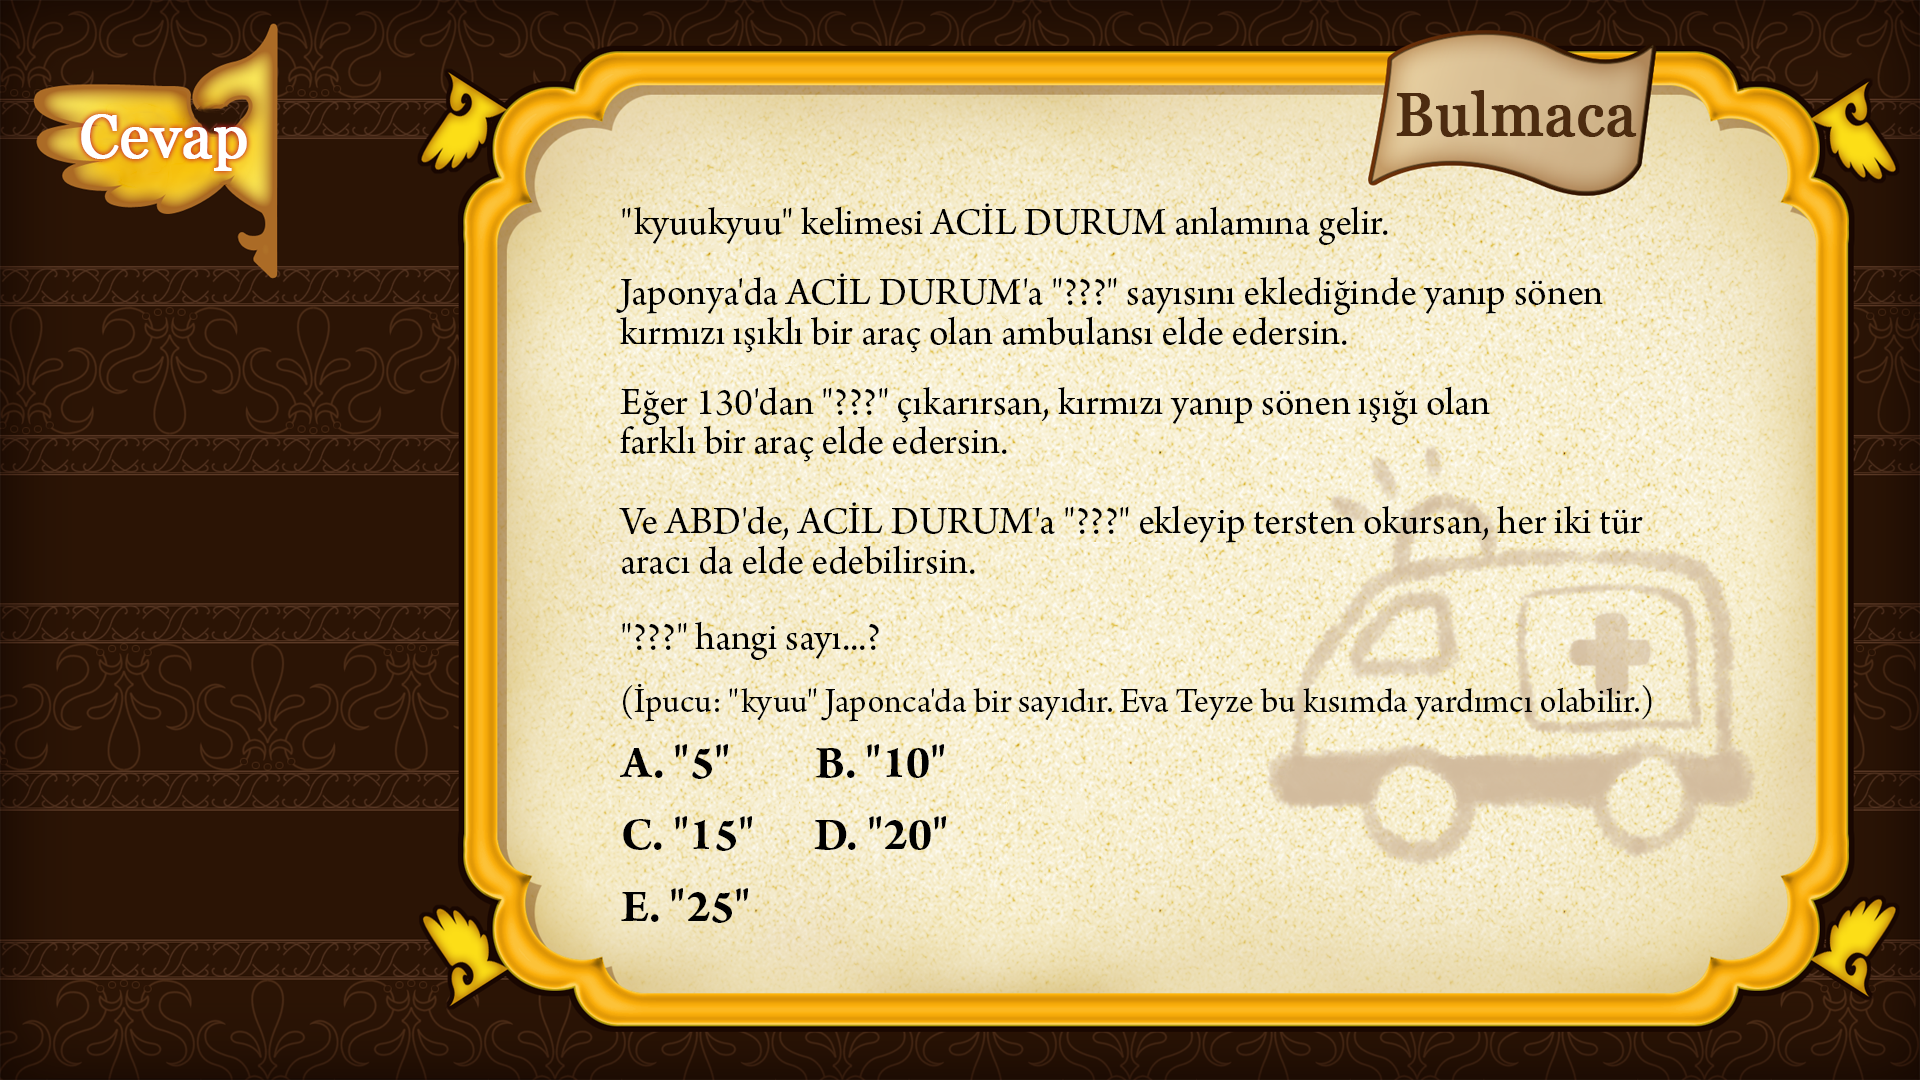 Cevap
Bulmaca
"kyuukyuu" kelimesi ACİL DURUM anlamına gelir.
Japonya'da ACİL DURUM'a "???" sayısını eklediğinde yanıp sönen
kırmızı ışıklı bir araç olan ambulansı elde edersin.
Eğer 130'dan "???" çıkarırsan, kırmızı yanıp sönen ışığı olan
farklı bir araç elde edersin.
Ve ABD'de, ACİL DURUM'a "???" ekleyip tersten okursan, her iki tür
aracı da elde edebilirsin.
"???" hangi sayı...?
(İpucu: "kyuu" Japonca'da bir sayıdır. Eva Teyze bu kısımda yardımcı olabilir.)
A. "5" B. "10"
C. "15" D. "20"
E. "25"